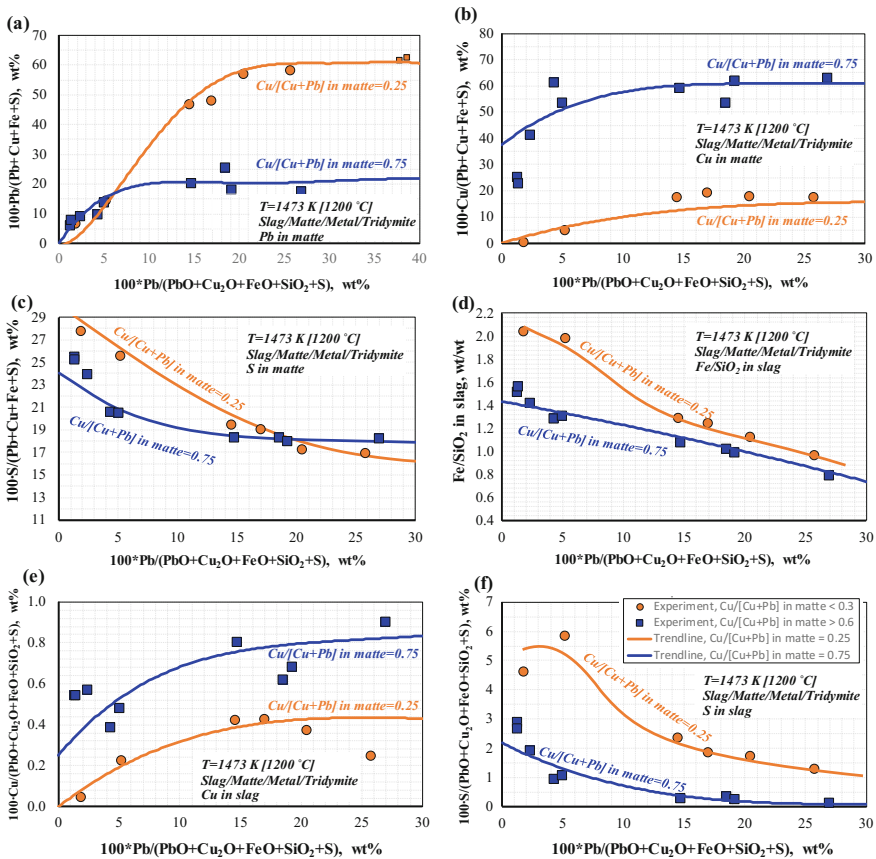 (a)
100·Pb/(Pb+Cu+Fe+S), wt%
70
60
50
40
30
20
10
0
0 5 10 15 20 25 30 35 40
100*Pb/(PbO+Cu₂O+FeO+SiO₂+S), wt%
Cu/[Cu+Pb] in matte=0.25
Cu/[Cu+Pb] in matte=0.75
T=1473 K [1200 °C]
Slag/Matte/Metal/Tridymite
Pb in matte
(b)
100·Cu/(Pb+Cu+Fe+S), wt%
80
70
60
50
40
30
20
10
0
0 5 10 15 20 25 30
100*Pb/(PbO+Cu₂O+FeO+SiO₂+S), wt%
Cu/[Cu+Pb] in matte=0.75
T=1473 K [1200 °C]
Slag/Matte/Metal/Tridymite
Cu in matte
Cu/[Cu+Pb] in matte=0.25
(c)
100·S/(Pb+Cu+Fe+S), wt%
29
27
25
23
21
19
17
15
13
11
0 5 10 15 20 25 30
100*Pb/(PbO+Cu₂O+FeO+SiO₂+S), wt%
T=1473 K [1200 °C]
Slag/Matte/Metal/Tridymite
S in matte
Cu/[Cu+Pb] in matte=0.25
Cu/[Cu+Pb] in matte=0.75
(d)
Fe/SiO₂ in slag, wt/wt
2.2
2.0
1.8
1.6
1.4
1.2
1.0
0.8
0.6
0.4
0 5 10 15 20 25 30
100*Pb/(PbO+Cu₂O+FeO+SiO₂+S), wt%
T=1473 K [1200 °C]
Slag/Matte/Metal/Tridymite
Fe/SiO₂ in slag
Cu/[Cu+Pb] in matte=0.25
Cu/[Cu+Pb] in matte=0.75
(e)
100·Cu/(PbO+Cu₂O+FeO+SiO₂+S), wt%
1.0
0.8
0.6
0.4
0.2
0.0
0 5 10 15 20 25 30
100*Pb/(PbO+Cu₂O+FeO+SiO₂+S), wt%
Cu/[Cu+Pb] in matte=0.75
Cu/[Cu+Pb] in matte=0.25
T=1473 K [1200 °C]
Slag/Matte/Metal/Tridymite
Cu in slag
(f)
100·S/(PbO+Cu₂O+FeO+SiO₂+S), wt%
7
6
5
4
3
2
1
0
0 5 10 15 20 25 30
100*Pb/(PbO+Cu₂O+FeO+SiO₂+S), wt%
Experiment, Cu/[Cu+Pb] in matte < 0.3
Experiment, Cu/[Cu+Pb] in matte > 0.6
Trendline, Cu/[Cu+Pb] in matte = 0.25
Trendline, Cu/[Cu+Pb] in matte = 0.75
T=1473 K [1200 °C]
Slag/Matte/Metal/Tridymite
S in slag
Cu/[Cu+Pb] in matte=0.25
Cu/[Cu+Pb] in matte=0.75